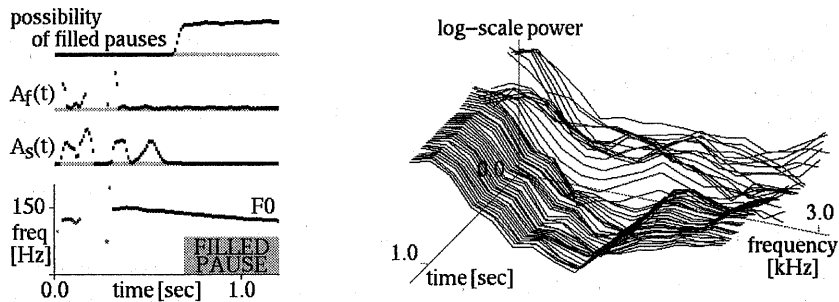 possibility
of filled pauses
Af(t)
As(t)
150
freq
[Hz]
F0
FILLED
PAUSE
0.0 time [sec] 1.0
log-scale power
0.0
3.0
frequency
[kHz]
1.0
time [sec]